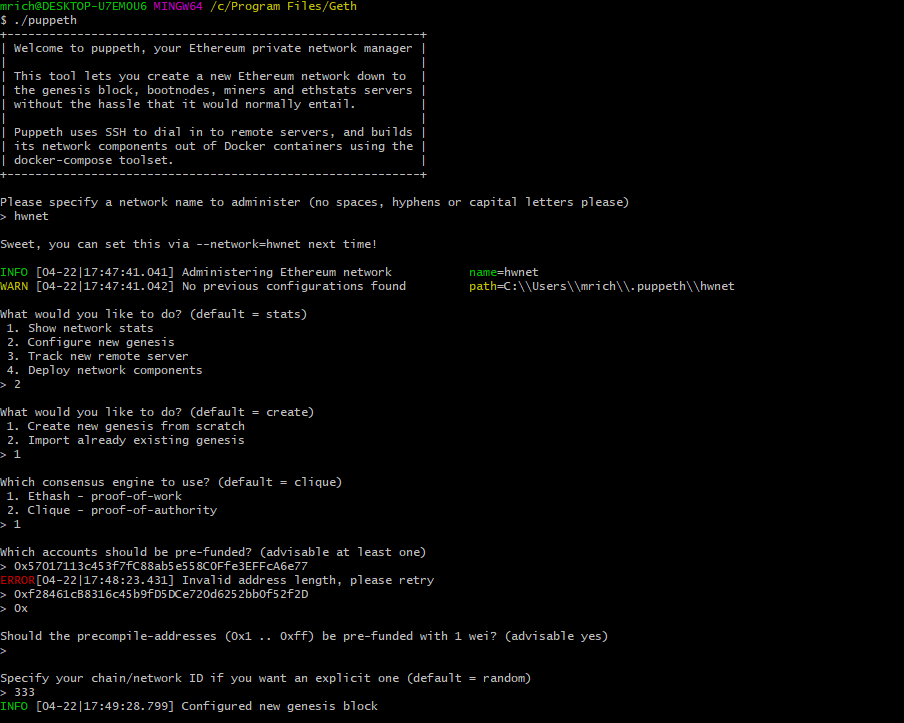 mrich@DESKTOP-U7EMOU6 MINGW64 /c/Program Files/Geth
$ ./puppeth
+-----------------------------------------------------------+
| Welcome to puppeth, your Ethereum private network manager |
|                                                           |
| This tool lets you create a new Ethereum network down to  |
| the genesis block, bootnodes, miners and ethstats servers |
| without the hassle that it would normally entail.         |
|                                                           |
| Puppeth uses SSH to dial in to remote servers, and builds |
| its network components out of Docker containers using the |
| docker-compose toolset.                                   |
+-----------------------------------------------------------+
Please specify a network name to administer (no spaces, hyphens or capital letters please)
> hwnet
Sweet, you can set this via --network=hwnet next time!
INFO [04-22|17:47:41.041] Administering Ethereum network           name=hwnet
WARN [04-22|17:47:41.042] No previous configurations found         path=C:\\Users\\mrich\\.puppeth\\hwnet
What would you like to do? (default = stats)
 1. Show network stats
 2. Configure new genesis
 3. Track new remote server
 4. Deploy network components
> 2
What would you like to do? (default = create)
 1. Create new genesis from scratch
 2. Import already existing genesis
> 1
Which consensus engine to use? (default = clique)
 1. Ethash - proof-of-work
 2. Clique - proof-of-authority
> 1
Which accounts should be pre-funded? (advisable at least one)
> 0x57017113c453f7fC88ab5e558C0Ffe3EFFcA6e77
ERROR[04-22|17:48:23.431] Invalid address length, please retry
> 0xf28461cB8316c45b9fD5DCe720d6252bb0f52f2D
> 0x
Should the precompile-addresses (0x1 .. 0xff) be pre-funded with 1 wei? (advisable yes)
>
Specify your chain/network ID if you want an explicit one (default = random)
> 333
INFO [04-22|17:49:28.799] Configured new genesis block